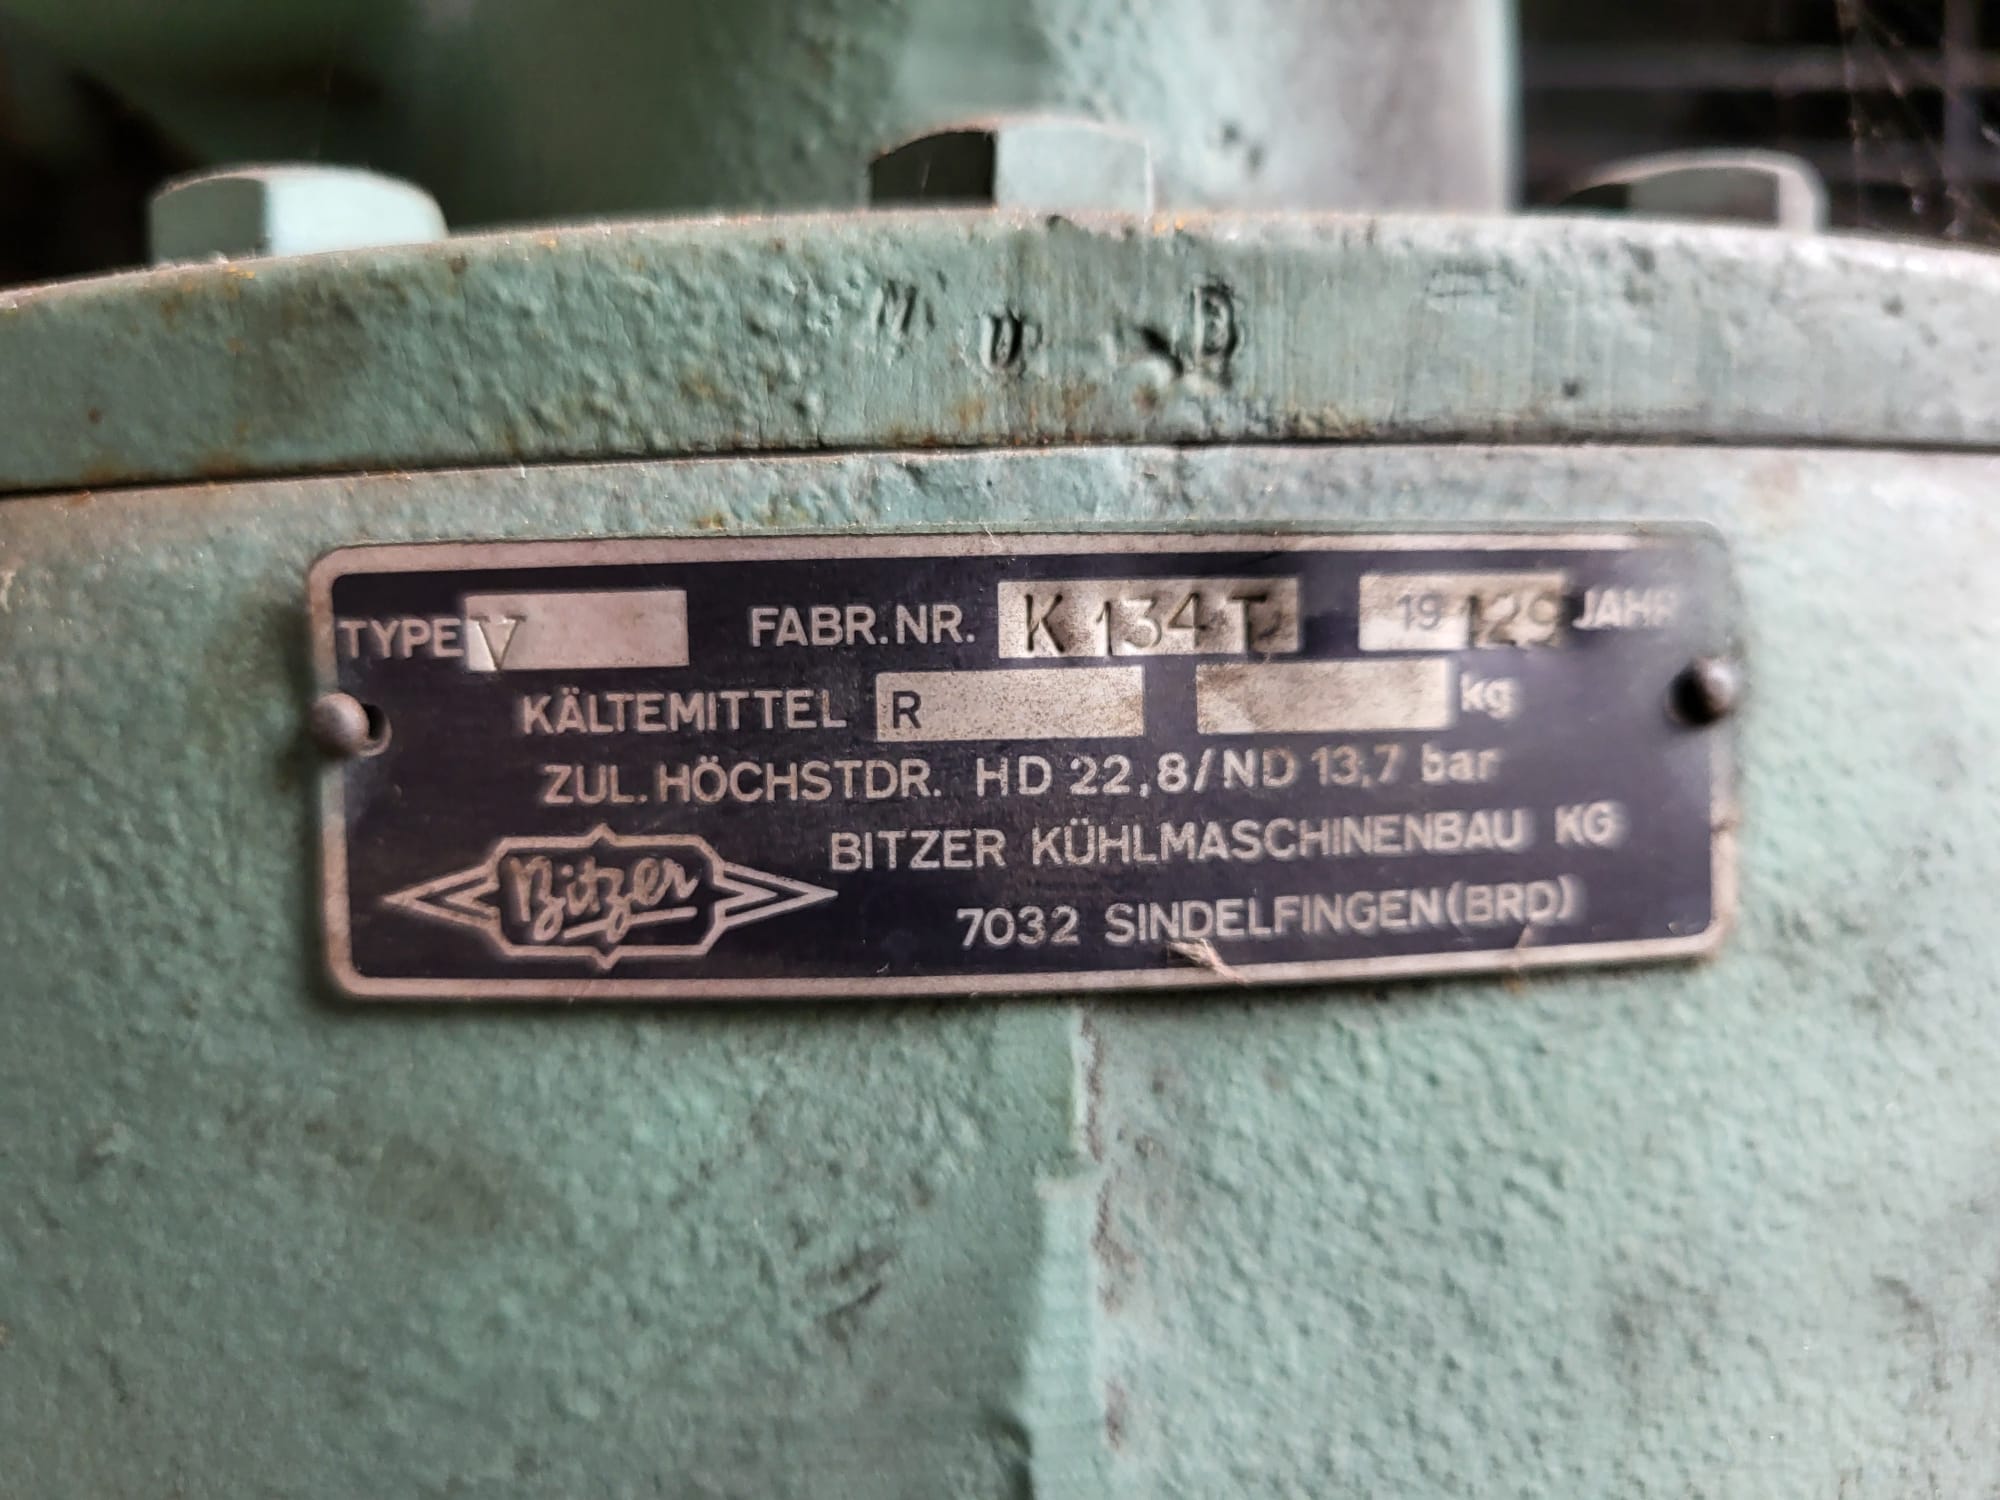 TYPE V FABR.NR. K 134 T 19 129 JAHR
KÄLTEMITTEL R kg
ZUL. HÖCHSTDR. HD 22,8/ND 13,7 bar
Bitzer BITZER KÜHLMASCHINENBAU KG
7032 SINDELFINGEN (BRD)